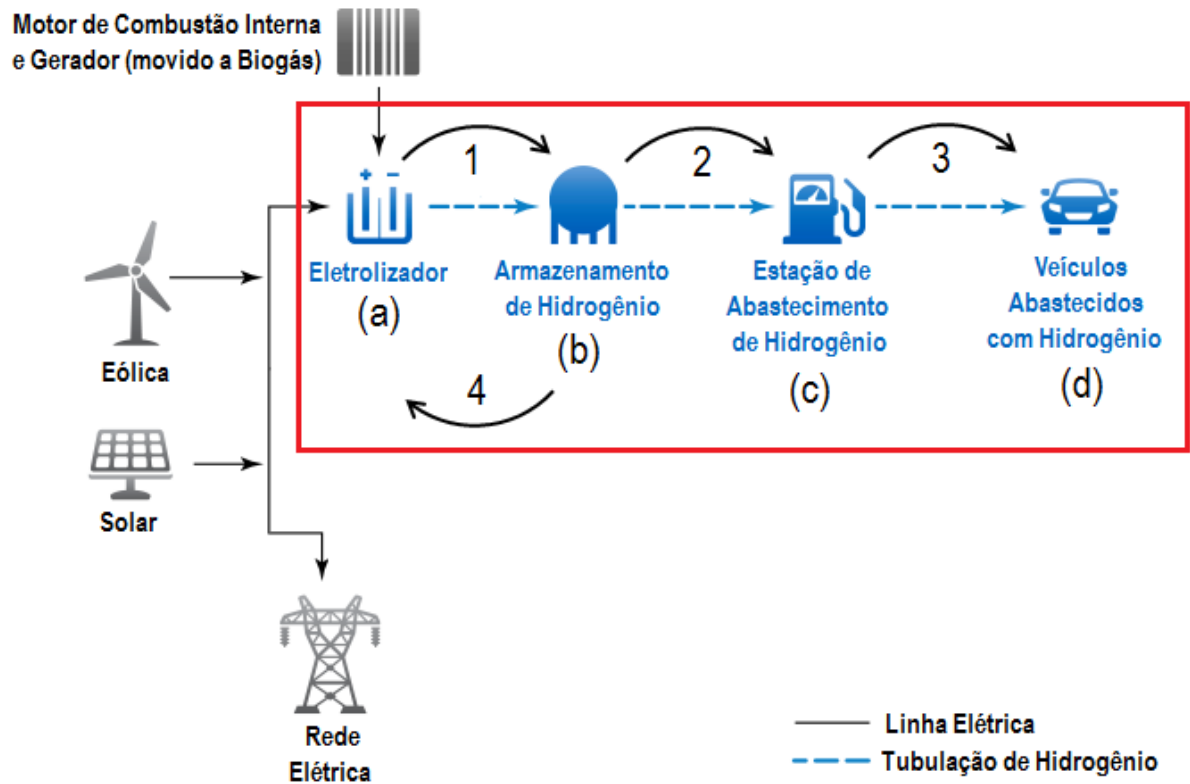 Motor de Combustão Interna
e Gerador (movido a Biogás)
1
2
3
+ −
Eletrolizador
(a)
Armazenamento
de Hidrogênio
(b)
Estação de
Abastecimento
de Hidrogênio
(c)
Veículos
Abastecidos
com Hidrogênio
(d)
4
Eólica
Solar
Rede
Elétrica
Linha Elétrica
Tubulação de Hidrogênio